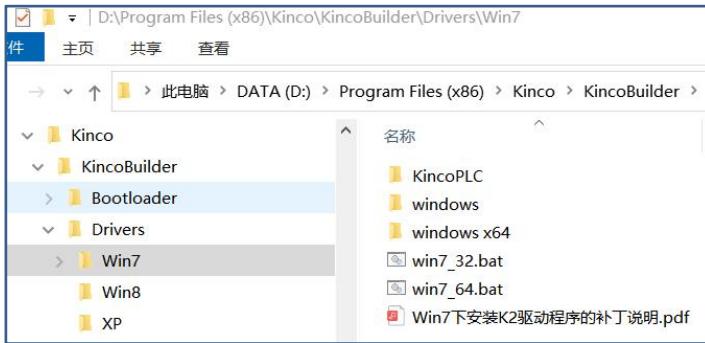 D:\Program Files (x86)\Kinco\KincoBuilder\Drivers\Win7
件 主页 共享 查看
此电脑 > DATA (D:) > Program Files (x86) > Kinco > KincoBuilder >
Kinco
KincoBuilder
Bootloader
Drivers
Win7
Win8
XP
名称
KincoPLC
windows
windows x64
win7_32.bat
win7_64.bat
Win7下安装K2驱动程序的补丁说明.pdf